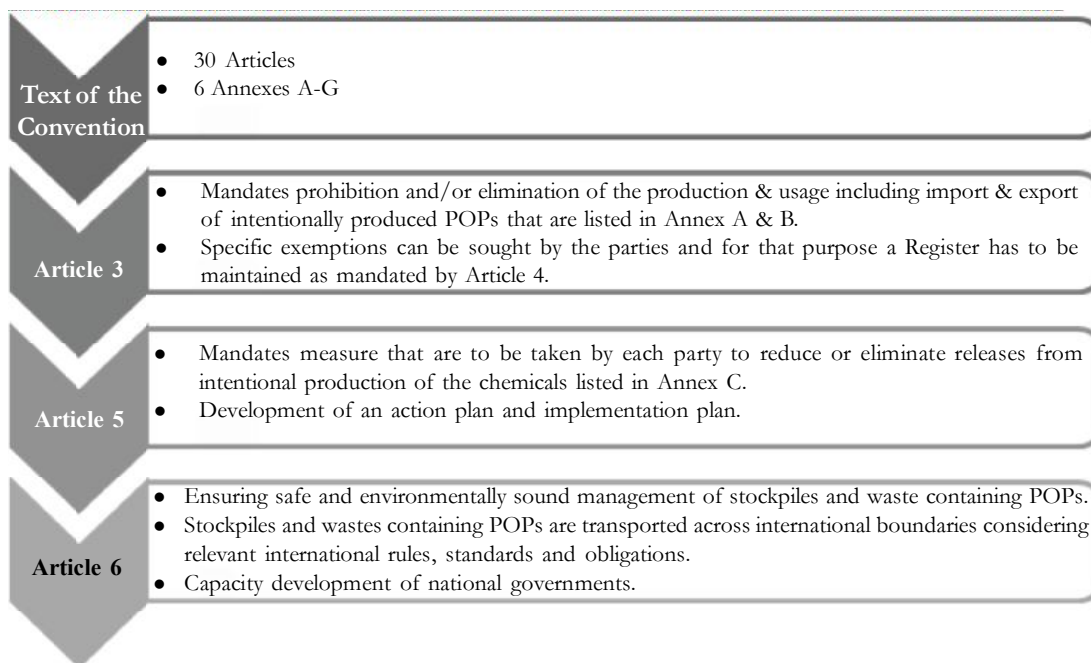 Text of the
Convention
● 30 Articles
● 6 Annexes A-G
Article 3
● Mandates prohibition and/or elimination of the production & usage including import & export
of intentionally produced POPs that are listed in Annex A & B.
● Specific exemptions can be sought by the parties and for that purpose a Register has to be
maintained as mandated by Article 4.
Article 5
● Mandates measure that are to be taken by each party to reduce or eliminate releases from
intentional production of the chemicals listed in Annex C.
● Development of an action plan and implementation plan.
Article 6
● Ensuring safe and environmentally sound management of stockpiles and waste containing POPs.
● Stockpiles and wastes containing POPs are transported across international boundaries considering
relevant international rules, standards and obligations.
● Capacity development of national governments.